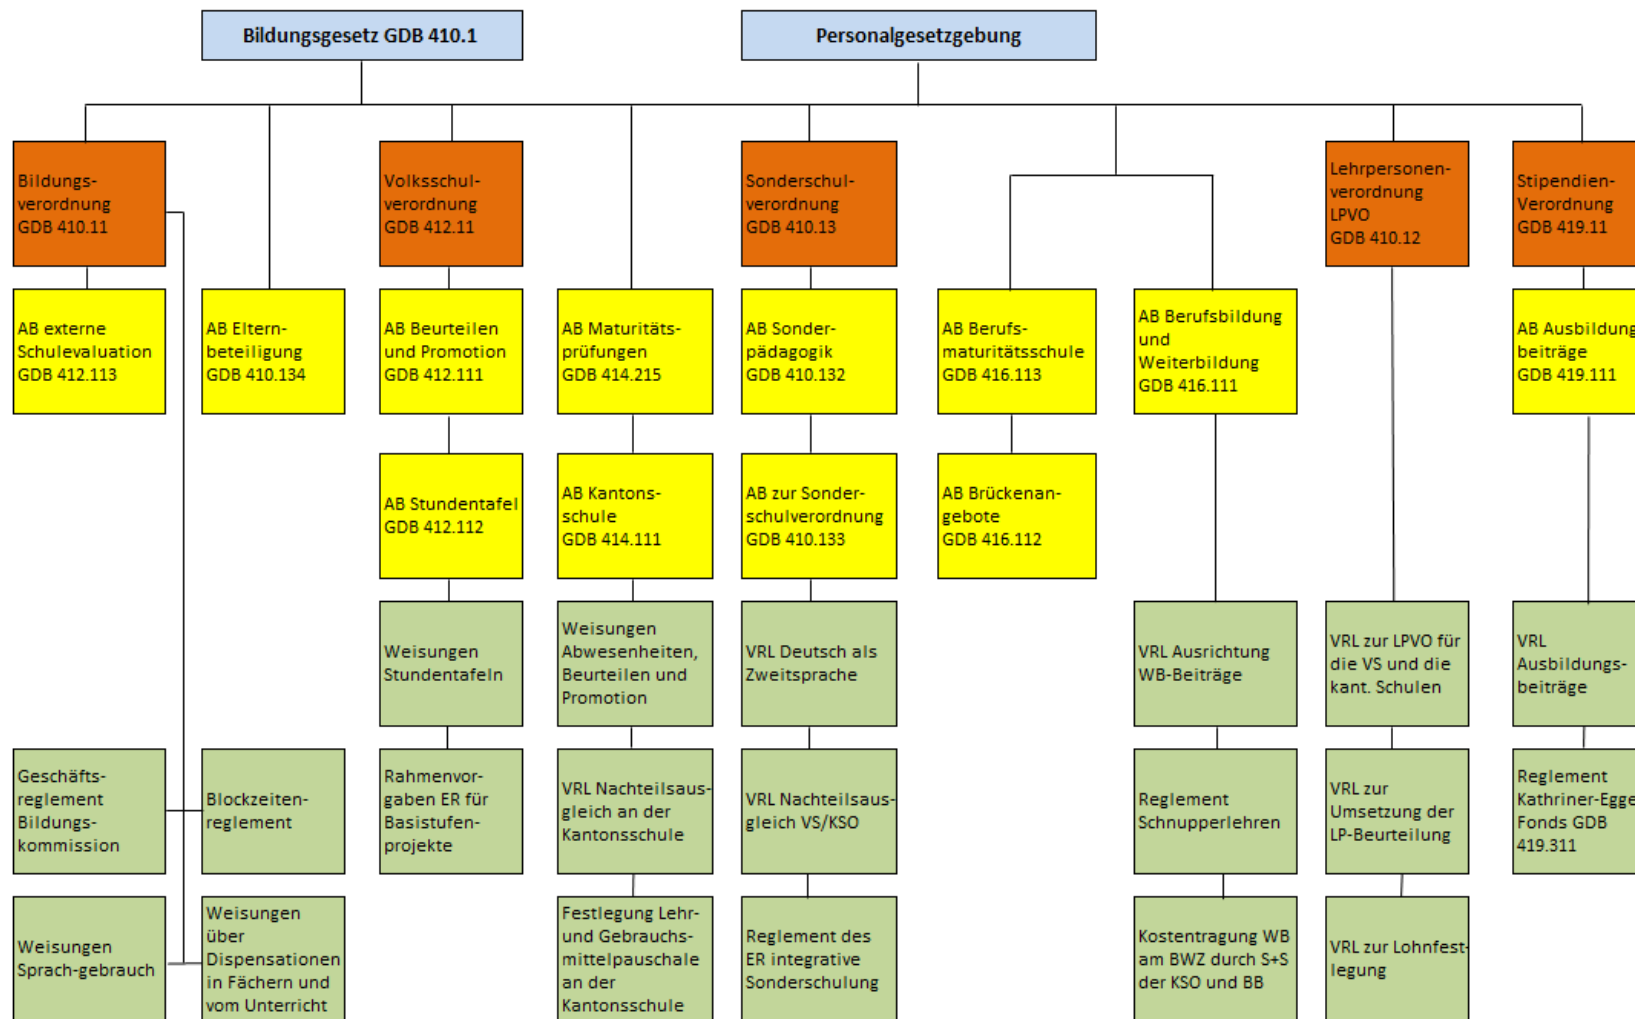 Bildungsgesetz GDB 410.1
Personalgesetzgebung
Bildungs-
verordnung
GDB 410.11
Volksschul-
verordnung
GDB 412.11
Sonderschul-
verordnung
GDB 410.13
Lehrpersonen-
verordnung
LPVO
GDB 410.12
Stipendien-
Verordnung
GDB 419.11
AB externe
Schulevaluation
GDB 412.113
AB Eltern-
beteiligung
GDB 410.134
AB Beurteilen
und Promotion
GDB 412.111
AB Maturitäts-
prüfungen
GDB 414.215
AB Sonder-
pädagogik
GDB 410.132
AB Berufs-
maturitätsschule
GDB 416.113
AB Berufsbildung
und
Weiterbildung
GDB 416.111
AB Ausbildung
beiträge
GDB 419.111
AB Stundentafel
GDB 412.112
AB Kantons-
schule
GDB 414.111
AB zur Sonder-
schulverordnung
GDB 410.133
AB Brückenan-
gebote
GDB 416.112
Weisungen
Stundentafeln
Weisungen
Abwesenheiten,
Beurteilen und
Promotion
VRL Deutsch als
Zweitsprache
VRL Ausrichtung
WB-Beiträge
VRL zur LPVO für
die VS und die
kant. Schulen
VRL
Ausbildungs-
beiträge
Geschäfts-
reglement
Bildungs-
kommission
Blockzeiten-
reglement
Rahmenvor-
gaben ER für
Basistufen-
projekte
VRL Nachteilsaus-
gleich an der
Kantonsschule
VRL Nachteilsaus-
gleich VS/KSO
Reglement
Schnupperlehren
VRL zur
Umsetzung der
LP-Beurteilung
Reglement
Kathriner-Egge
Fonds GDB
419.311
Weisungen
Sprach-gebrauch
Weisungen
über
Dispensationen
in Fächern und
vom Unterricht
Festlegung Lehr-
und Gebrauchs-
mittelpauschale
an der
Kantonsschule
Reglement des
ER integrative
Sonderschulung
Kostentragung WB
am BWZ durch S+S
der KSO und BB
VRL zur Lohnfest-
legung